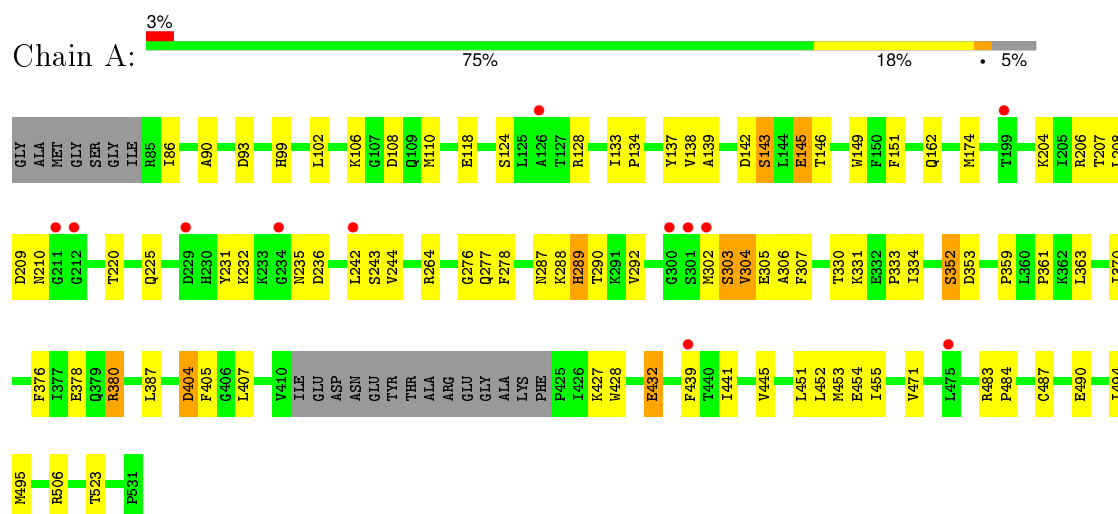 3%
Chain A:
75% 18% • 5%
GLY ALA MET GLY SER GLY ILE R85 I86 A90 D93 H99 L102 K106 G107 D108 Q109 M110 E118 S124 L125 A126 T127 R128 I133 P134 Y137 V138 A139 D142 S143 L144 E145 T146 W149 F150 F151 Q162 M174 T199 K204 I205 R206 T207 L208
D209 N210 G211 G212 T220 Q225 D229 H230 Y231 K232 K233 G234 N235 D236 L242 S243 V244 R264 G276 Q277 F278 N287 K288 H289 T290 K291 V292 G300 S301 M302 S303 V304 E305 A306 F307 T330 K331 E332 P333 I334 S352 D353 P359 L360 P361 K362 L363 I370
F376 I377 E378 Q379 R380 L387 D404 F405 G406 L407 V410 ILE GLU ASP ASN GLU TYR THR ALA ARG GLU GLY ALA LYS PHE P425 I426 K427 W428 E432 F439 T440 I441 V445 L451 L452 M453 E454 I455 V471 L475 R483 P484 C487 E490 I494
M495 R506 T523 P531